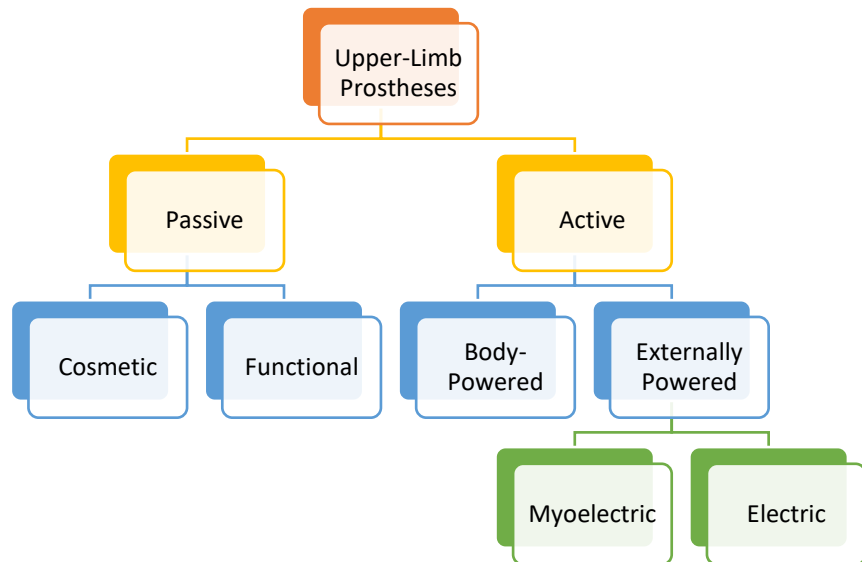 Upper-Limb
Prostheses
Passive
Active
Cosmetic
Functional
Body-
Powered
Externally
Powered
Myoelectric
Electric